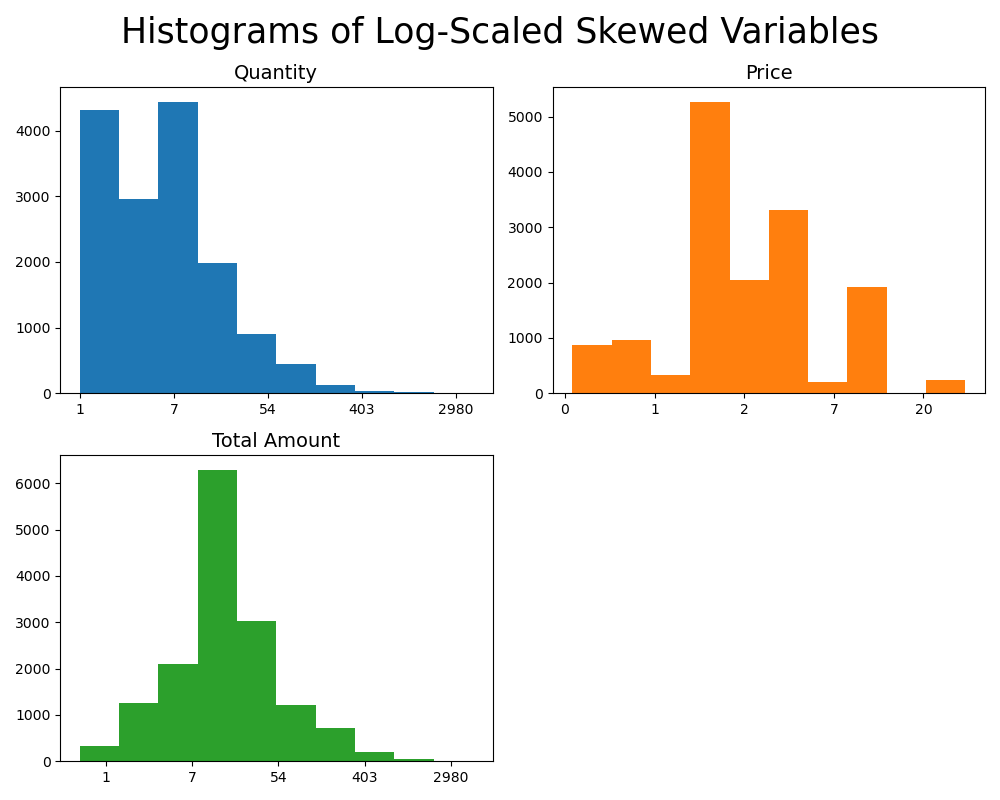 Histograms of Log-Scaled Skewed Variables
Quantity
4000
3000
2000
1000
0
1 7 54 403 2980
Price
5000
4000
3000
2000
1000
0
0 1 2 7 20
Total Amount
6000
5000
4000
3000
2000
1000
0
1 7 54 403 2980